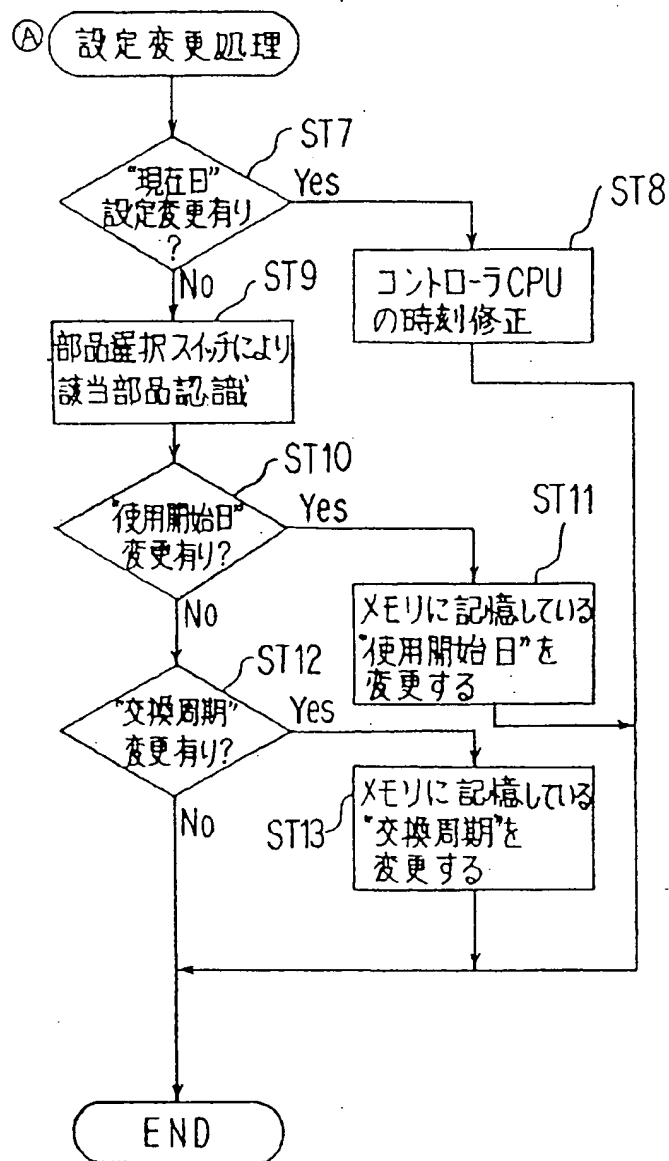 Ⓐ 設定変更処理
ST7
"現在日"
設定変更有り
?
Yes
No
ST8
コントローラCPU
の時刻修正
ST9
部品選択スイッチにより
該当部品認識
ST10
"使用開始日"
変更有り?
Yes
No
ST11
メモリに記憶している
"使用開始日"を
変更する
ST12
"交換周期"
変更有り?
Yes
No
ST13
メモリに記憶している
"交換周期"を
変更する
END